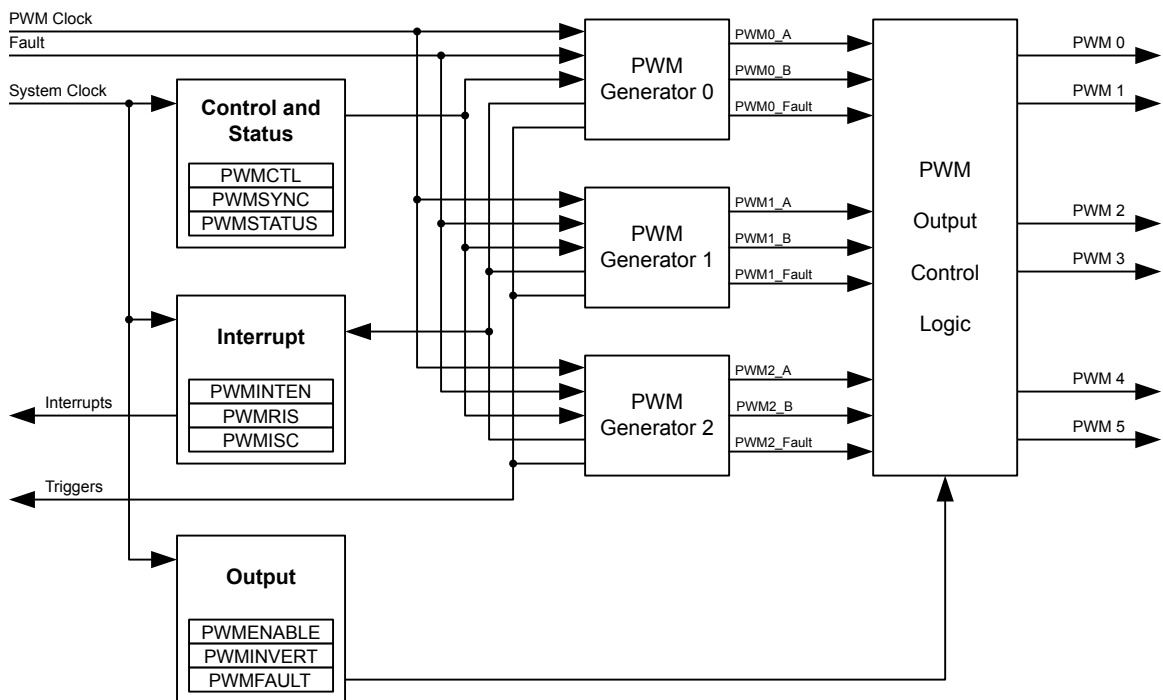 PWM Clock
Fault
System Clock
Control and
Status
PWMCTL
PWMSYNC
PWMSTATUS
Interrupt
PWMINTEN
PWMRIS
PWMISC
Interrupts
Triggers
Output
PWMENABLE
PWMINVERT
PWMFAULT
PWM
Generator 0
PWM0_A
PWM0_B
PWM0_Fault
PWM
Generator 1
PWM1_A
PWM1_B
PWM1_Fault
PWM
Generator 2
PWM2_A
PWM2_B
PWM2_Fault
PWM
Output
Control
Logic
PWM 0
PWM 1
PWM 2
PWM 3
PWM 4
PWM 5